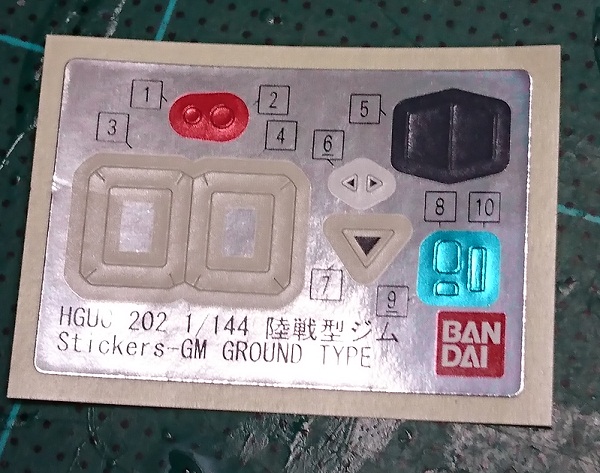 1
2
3
4
5
6
7
8
10
9
HGUC 202 1/144 陸戦型ジム
Stickers-GM GROUND TYPE
BAN
DAI